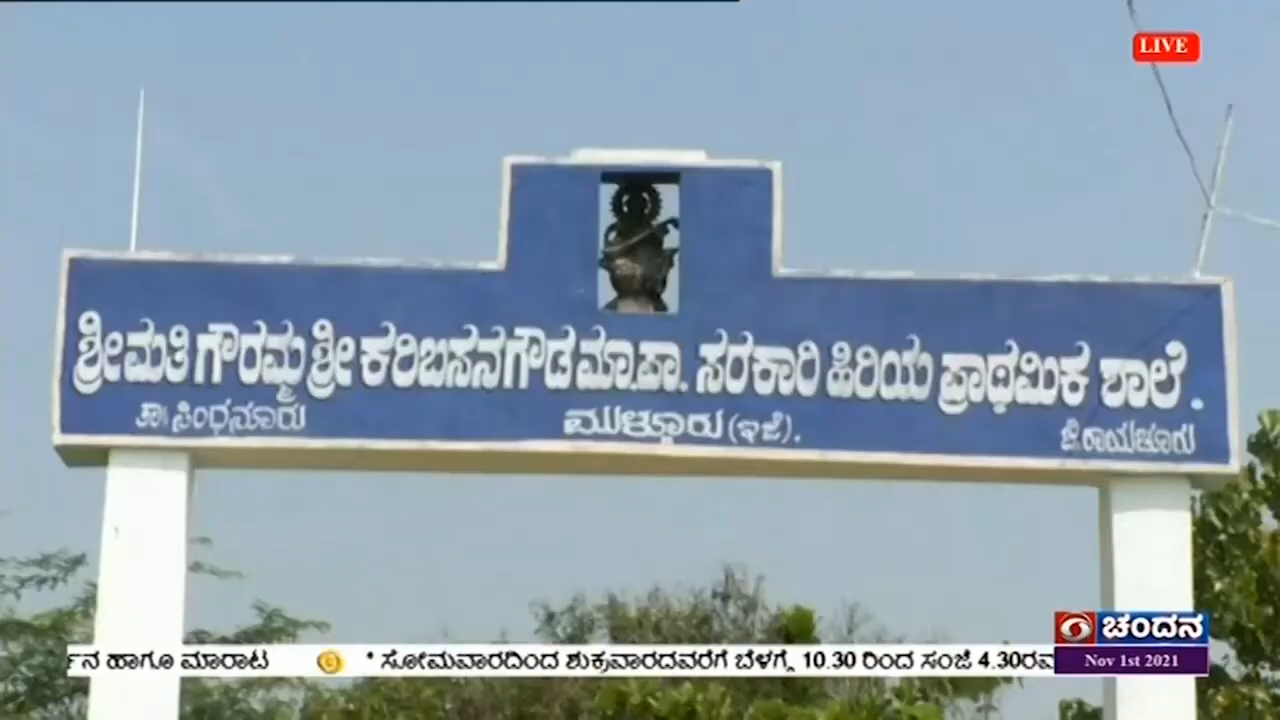 LIVE
ಶ್ರೀಮತಿ ಗೌರಮ್ಮ ಶ್ರೀ ಕರಿಬಸನಗೌಡ ಮಾ.ಪಾ. ಸರಕಾರಿ ಹಿರಿಯ ಪ್ರಾಥಮಿಕ ಶಾಲೆ.
ತಾ॥ ಸಿಂಧನೂರು ಮುಳ್ಳೂರು (ಇಜೆ). ಜಿ. ರಾಯಚೂರು
ಚಂದನ
ನ ಹಾಗೂ ಮಾರಾಟ * ಸೋಮವಾರದಿಂದ ಶುಕ್ರವಾರದವರೆಗೆ ಬೆಳಗ್ಗೆ 10.30 ರಿಂದ ಸಂಜೆ 4.30ರವ
Nov 1st 2021